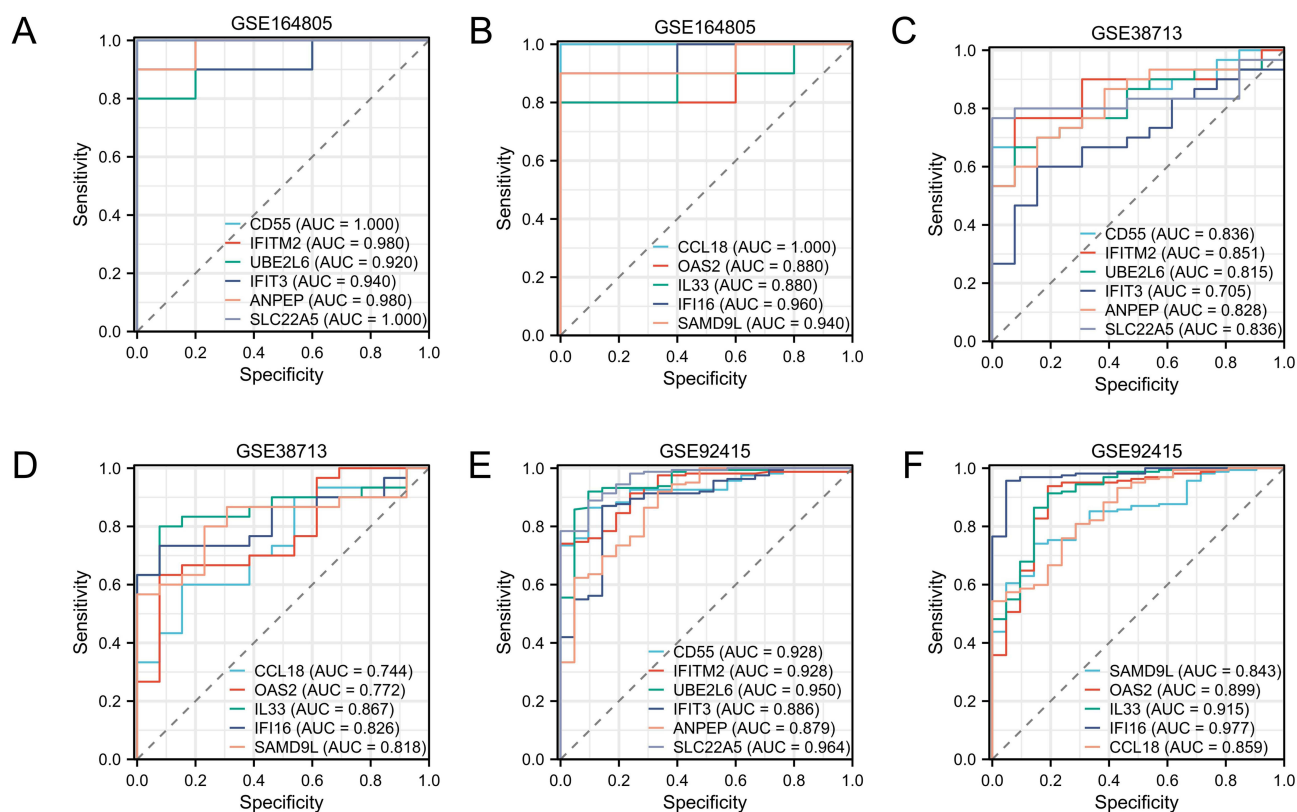 A
GSE164805
Sensitivity
1.0
0.8
0.6
0.4
0.2
0.0
CD55 (AUC = 1.000)
IFITM2 (AUC = 0.980)
UBE2L6 (AUC = 0.920)
IFIT3 (AUC = 0.940)
ANPEP (AUC = 0.980)
SLC22A5 (AUC = 1.000)
0.0 0.2 0.4 0.6 0.8 1.0
Specificity
B
GSE164805
Sensitivity
1.0
0.8
0.6
0.4
0.2
0.0
CCL18 (AUC = 1.000)
OAS2 (AUC = 0.880)
IL33 (AUC = 0.880)
IFI16 (AUC = 0.960)
SAMD9L (AUC = 0.940)
0.0 0.2 0.4 0.6 0.8 1.0
Specificity
C
GSE38713
Sensitivity
1.0
0.8
0.6
0.4
0.2
0.0
CD55 (AUC = 0.836)
IFITM2 (AUC = 0.851)
UBE2L6 (AUC = 0.815)
IFIT3 (AUC = 0.705)
ANPEP (AUC = 0.828)
SLC22A5 (AUC = 0.836)
0.0 0.2 0.4 0.6 0.8 1.0
Specificity
D
GSE38713
Sensitivity
1.0
0.8
0.6
0.4
0.2
0.0
CCL18 (AUC = 0.744)
OAS2 (AUC = 0.772)
IL33 (AUC = 0.867)
IFI16 (AUC = 0.826)
SAMD9L (AUC = 0.818)
0.0 0.2 0.4 0.6 0.8 1.0
Specificity
E
GSE92415
Sensitivity
1.0
0.8
0.6
0.4
0.2
0.0
CD55 (AUC = 0.928)
IFITM2 (AUC = 0.928)
UBE2L6 (AUC = 0.950)
IFIT3 (AUC = 0.886)
ANPEP (AUC = 0.879)
SLC22A5 (AUC = 0.964)
0.0 0.2 0.4 0.6 0.8 1.0
Specificity
F
GSE92415
Sensitivity
1.0
0.8
0.6
0.4
0.2
0.0
SAMD9L (AUC = 0.843)
OAS2 (AUC = 0.899)
IL33 (AUC = 0.915)
IFI16 (AUC = 0.977)
CCL18 (AUC = 0.859)
0.0 0.2 0.4 0.6 0.8 1.0
Specificity